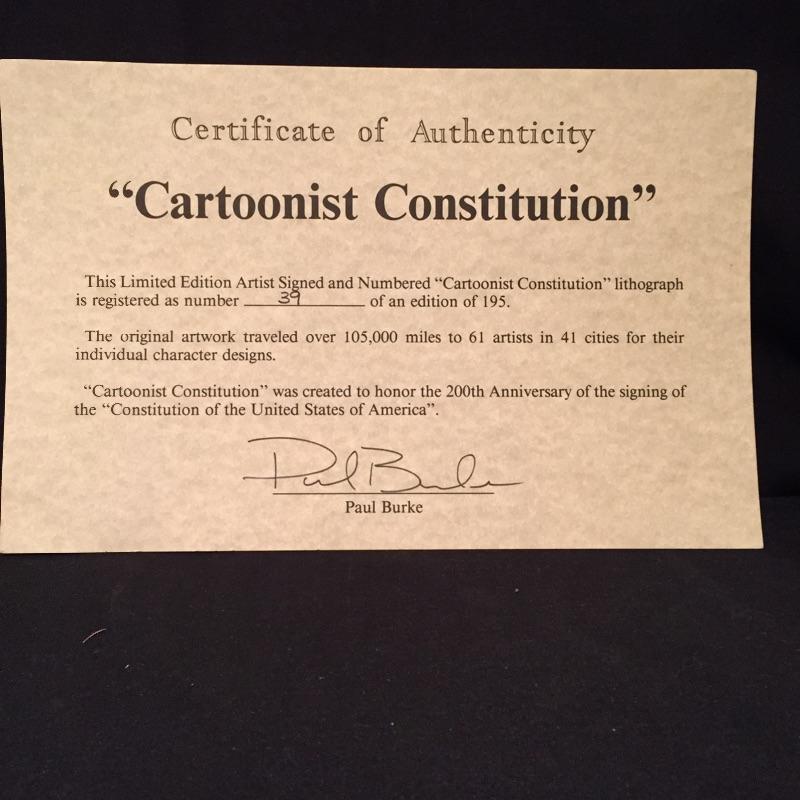 Certificate of Authenticity
“Cartoonist Constitution”
This Limited Edition Artist Signed and Numbered “Cartoonist Constitution” lithograph
is registered as number 39 of an edition of 195.
The original artwork traveled over 105,000 miles to 61 artists in 41 cities for their
individual character designs.
“Cartoonist Constitution” was created to honor the 200th Anniversary of the signing of
the “Constitution of the United States of America”.
Paul Burke
Paul Burke